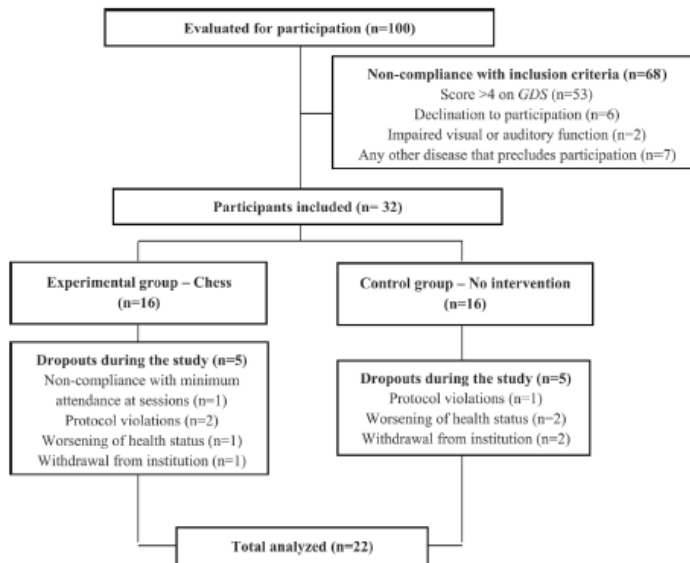 Evaluated for participation (n=100)
Non-compliance with inclusion criteria (n=68)
Score >4 on GDS (n=53)
Declination to participation (n=6)
Impaired visual or auditory function (n=2)
Any other disease that precludes participation (n=7)
Participants included (n= 32)
Experimental group – Chess
(n=16)
Control group – No intervention
(n=16)
Dropouts during the study (n=5)
Non-compliance with minimum
attendance at sessions (n=1)
Protocol violations (n=2)
Worsening of health status (n=1)
Withdrawal from institution (n=1)
Dropouts during the study (n=5)
Protocol violations (n=1)
Worsening of health status (n=2)
Withdrawal from institution (n=2)
Total analyzed (n=22)